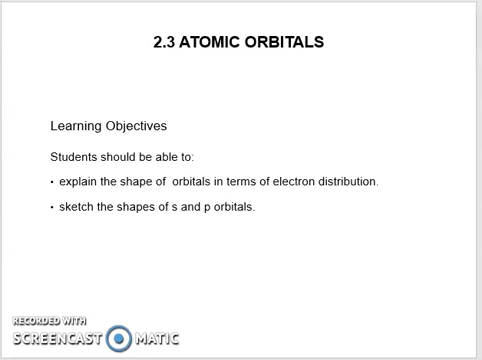 2.3 ATOMIC ORBITALS
Learning Objectives
Students should be able to:
• explain the shape of orbitals in terms of electron distribution.
• sketch the shapes of s and p orbitals.
RECORDED WITH
SCREENCAST MATIC